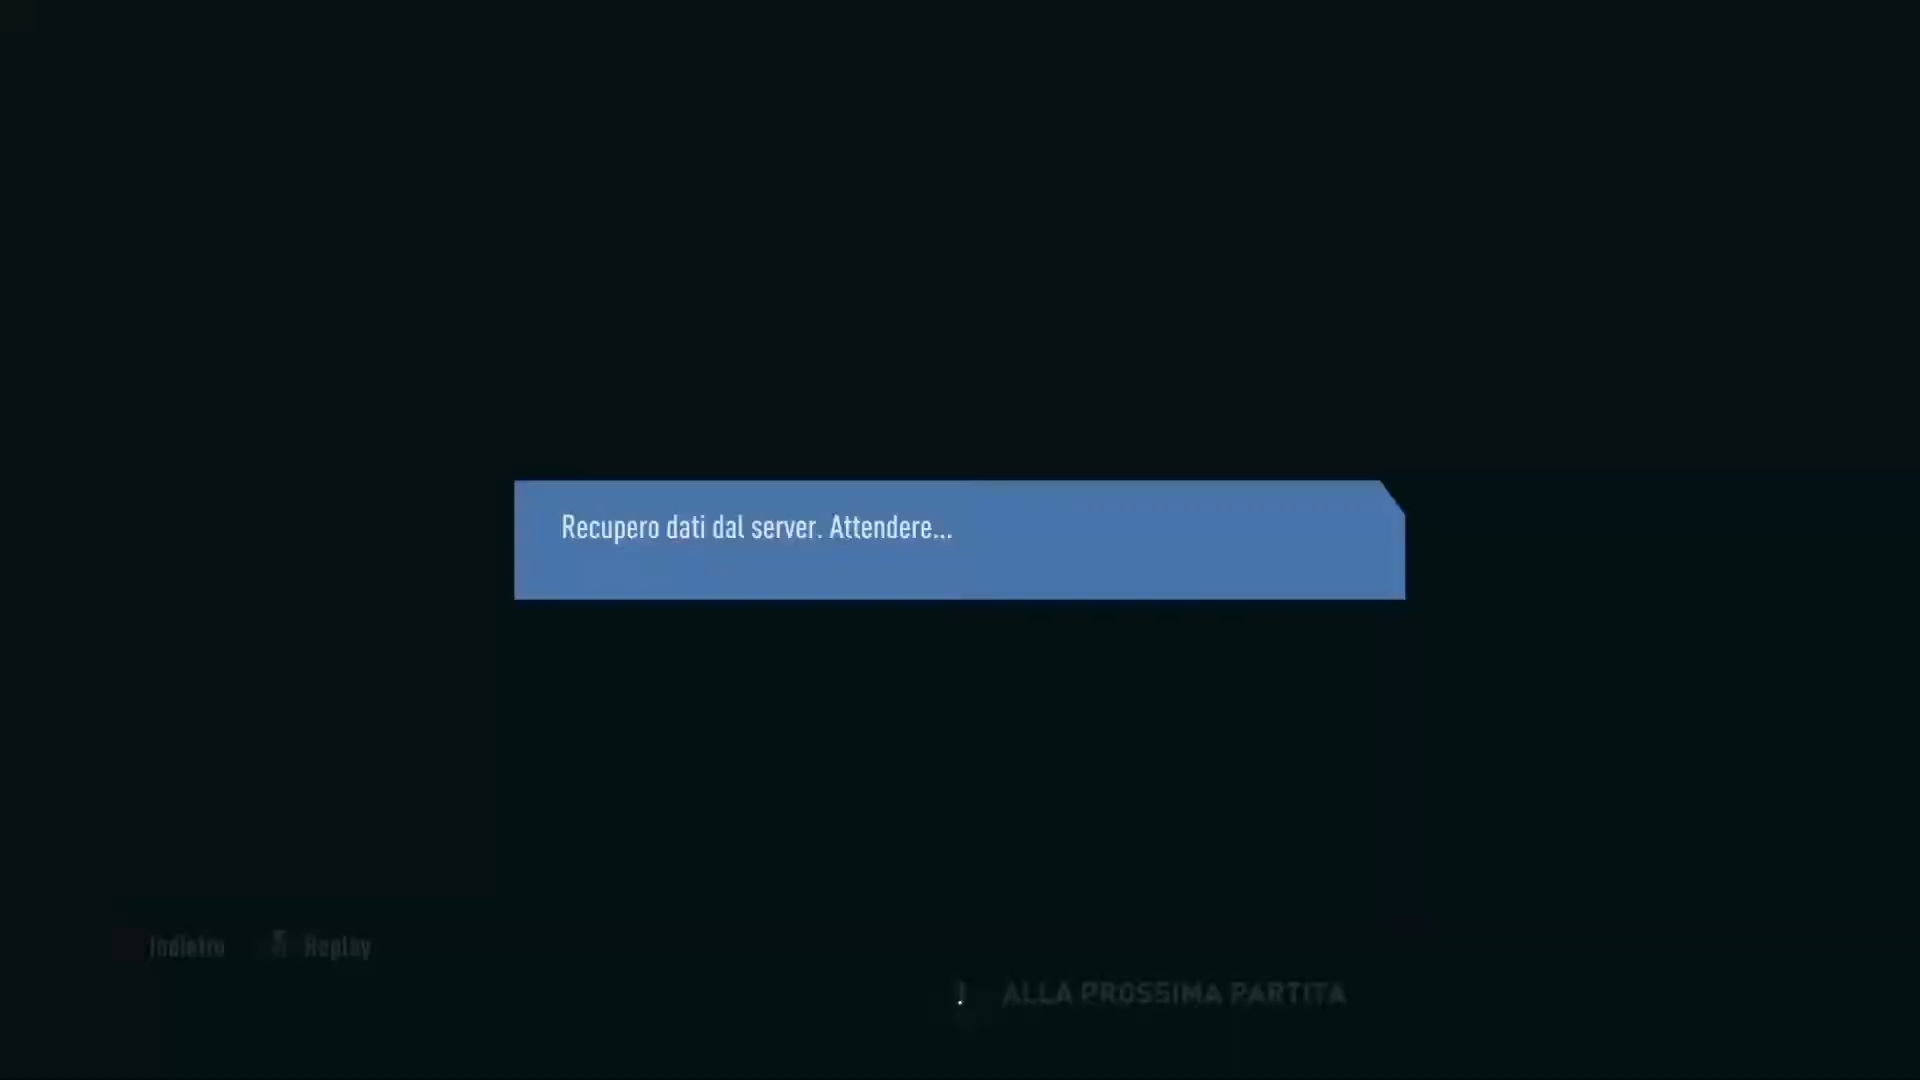 Recupero dati dal server. Attendere...
Indietro
Replay
ALLA PROSSIMA PARTITA